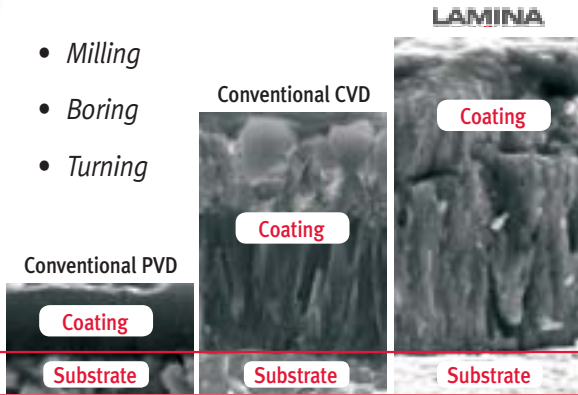 LAMINA
• Milling
• Boring
• Turning
Conventional CVD
Coating
Coating
Conventional PVD
Coating
Substrate
Substrate
Substrate